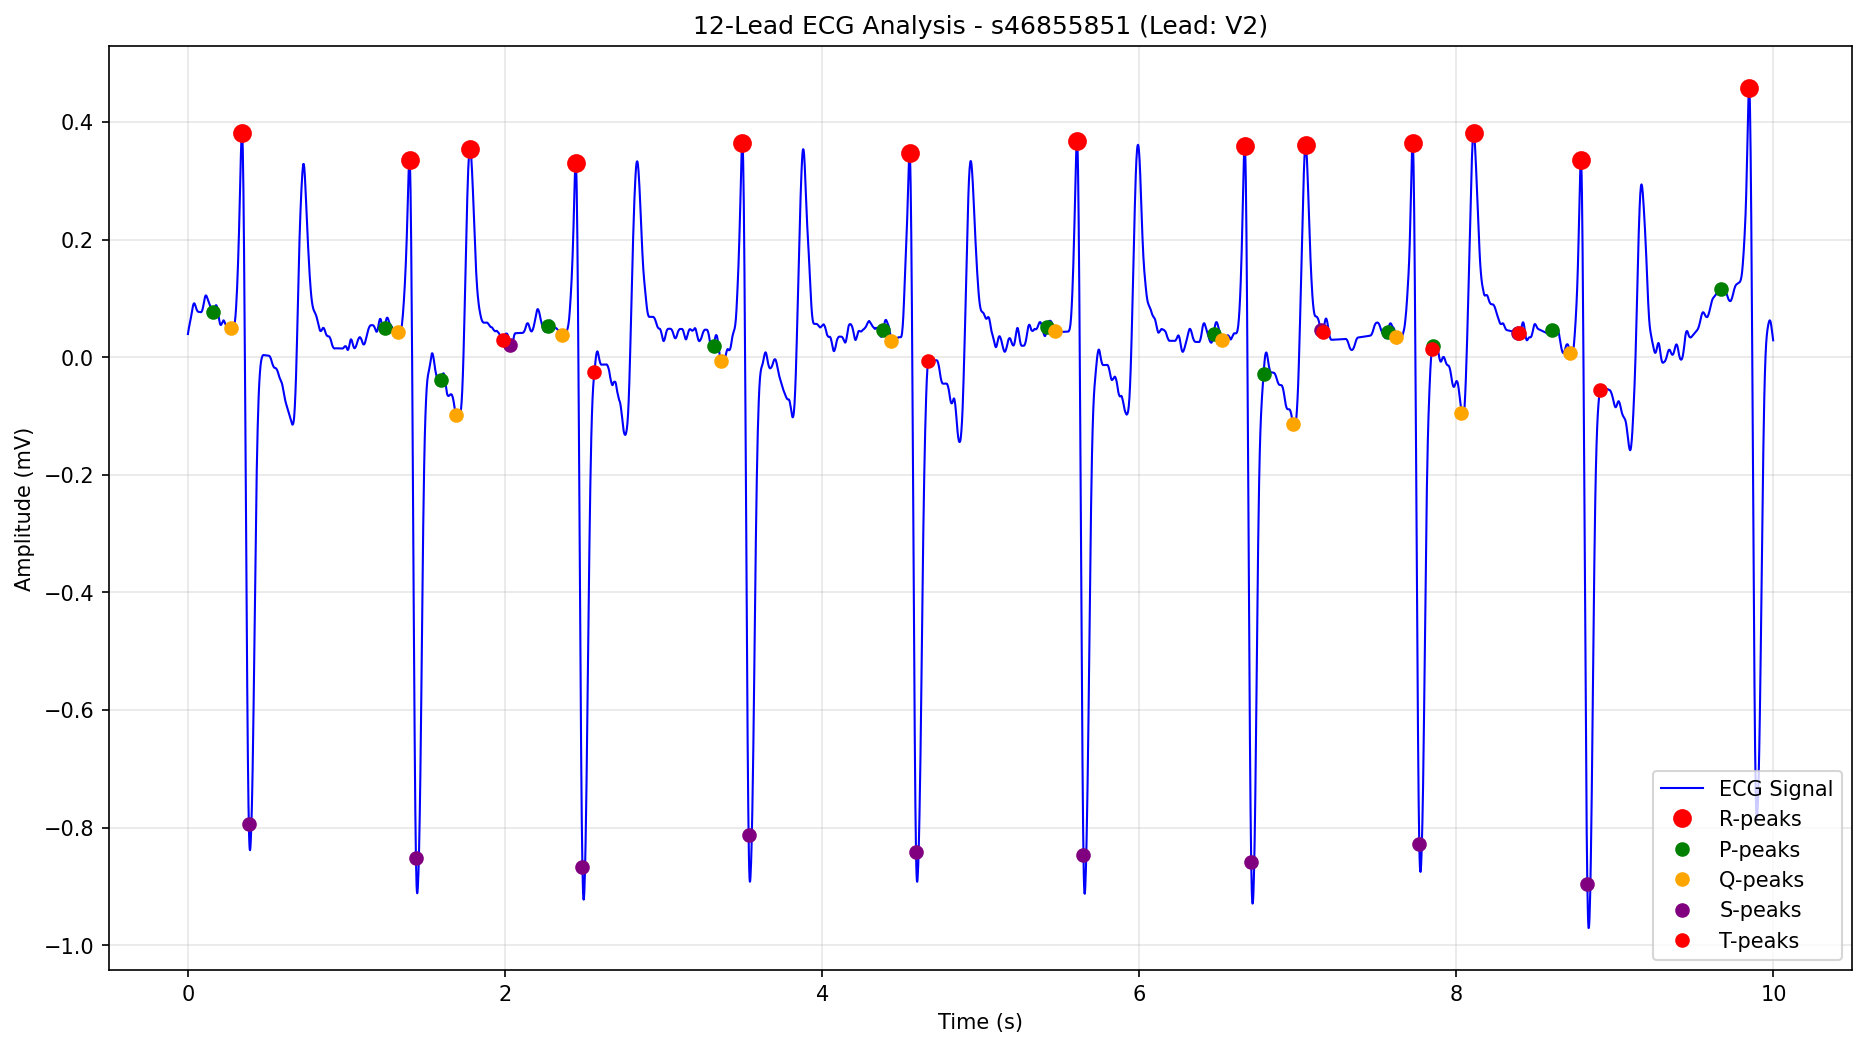 12-Lead ECG Analysis - s46855851 (Lead: V2)
Amplitude (mV)
0.4
0.2
0.0
−0.2
−0.4
−0.6
−0.8
−1.0
0 2 4 6 8 10
Time (s)
ECG Signal
R-peaks
P-peaks
Q-peaks
S-peaks
T-peaks